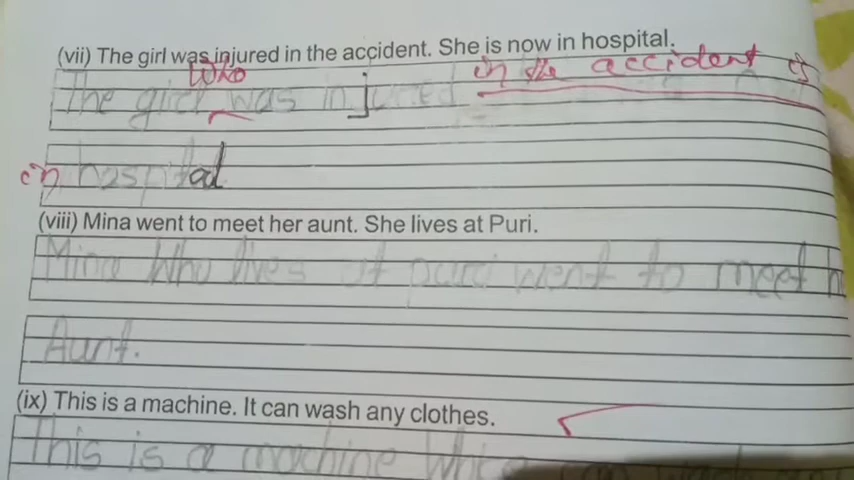 (vii) The girl was injured in the accident. She is now in hospital.
who in the accident is
The girl was injured
in hospital
(viii) Mina went to meet her aunt. She lives at Puri.
Mina who lives at puri went to meet h
Aunt.
(ix) This is a machine. It can wash any clothes.
This is a machine